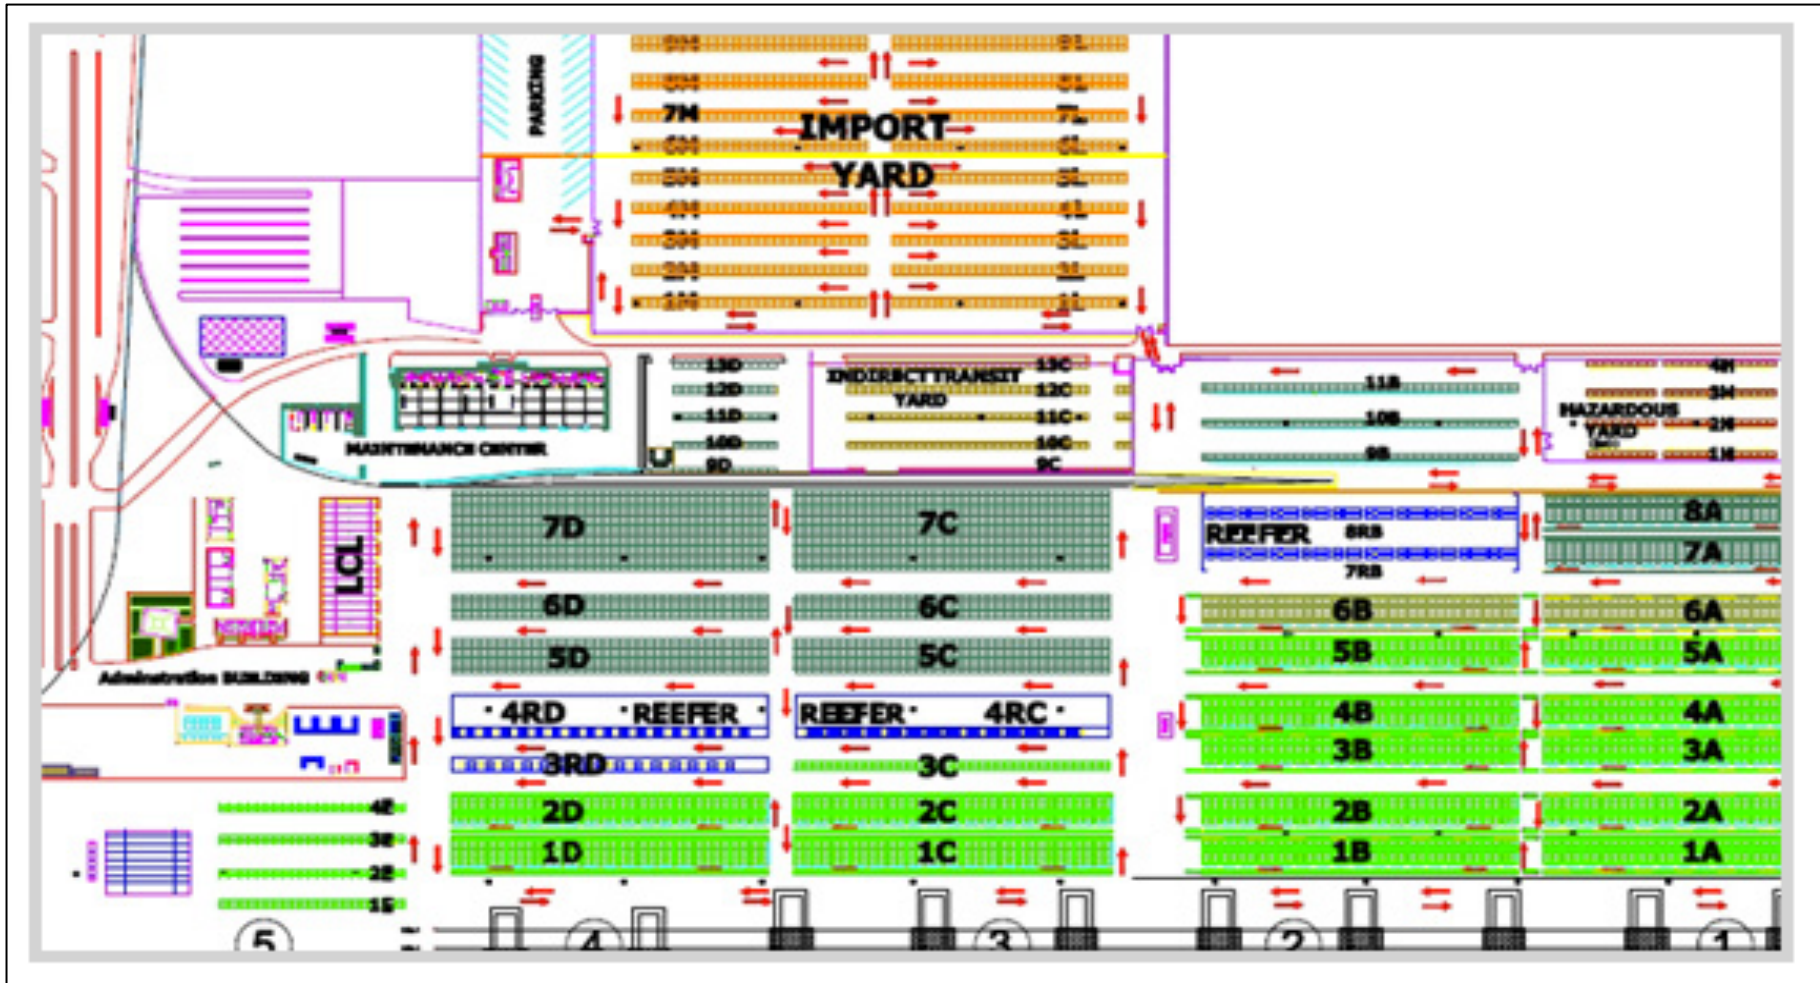 PARKING
7M
IMPORT
YARD
13D
12D
11D
10D
9D
13C
INDIRECT TRANSIT
YARD
12C
11C
10C
9C
11B
10B
9B
4H
3H
HAZARDOUS
YARD
2H
1H
MAINTENANCE CENTER
LCL
7D
7C
REEFER
8RB
7RB
8A
7A
6D
6C
6B
6A
5D
5C
5B
5A
Adminstration BUILDING
4RD
REEFER
REEFER
4RC
4B
4A
3RD
3C
3B
3A
4E
3E
2E
1E
2D
2C
2B
2A
1D
1C
1B
1A
5
4
3
2
1